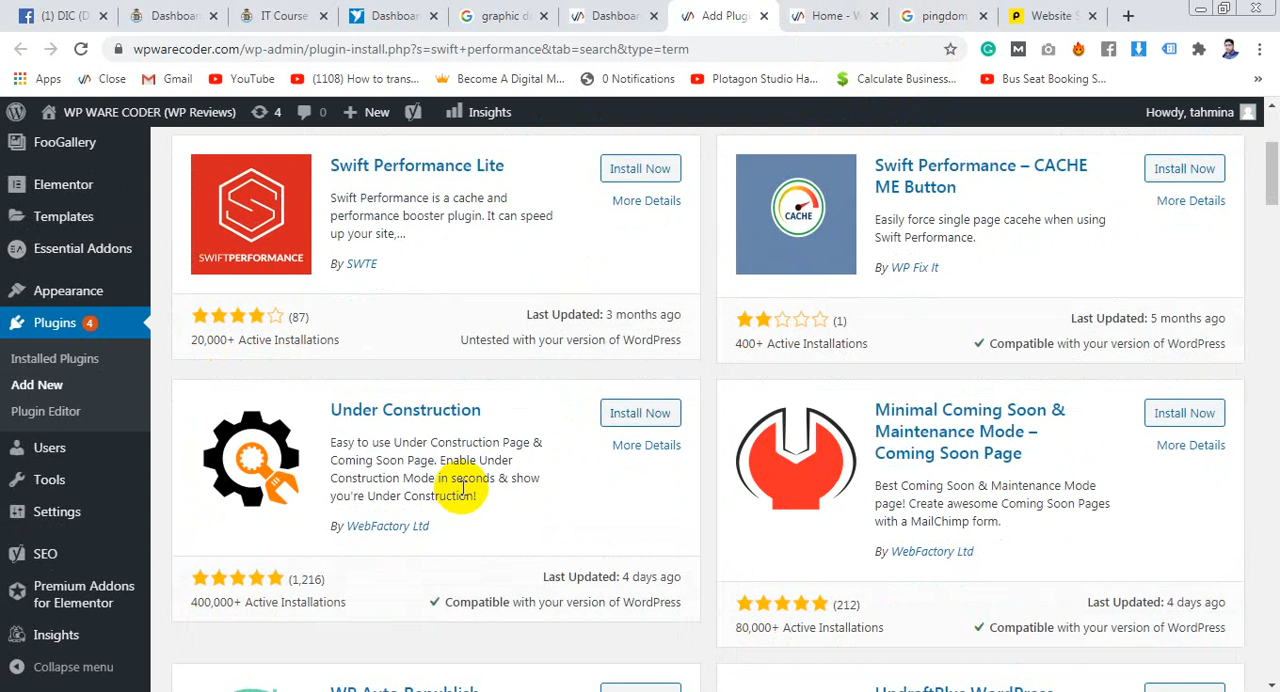 (1) DIC (D
Dashboar
IT Course
Dashboar
graphic d
Dashboar
Add Plug
Home - W
pingdom
Website S
wpwarecoder.com/wp-admin/plugin-install.php?s=swift+performance&tab=search&type=term
Apps
Close
Gmail
YouTube
(1108) How to trans...
Become A Digital M...
0 Notifications
Plotagon Studio Ha...
Calculate Business...
Bus Seat Booking S...
WP WARE CODER (WP Reviews)
4
0
New
Insights
Howdy, tahmina
FooGallery
Elementor
Templates
Essential Addons
Appearance
Plugins 4
Installed Plugins
Add New
Plugin Editor
Users
Tools
Settings
SEO
Premium Addons
for Elementor
Insights
Collapse menu
SWIFTPERFORMANCE
Swift Performance Lite
Install Now
More Details
Swift Performance is a cache and
performance booster plugin. It can speed
up your site,...
By SWTE
(87)
20,000+ Active Installations
Last Updated: 3 months ago
Untested with your version of WordPress
CACHE
Swift Performance – CACHE
ME Button
Install Now
More Details
Easily force single page cacehe when using
Swift Performance.
By WP Fix It
(1)
400+ Active Installations
Last Updated: 5 months ago
Compatible with your version of WordPress
Under Construction
Install Now
More Details
Easy to use Under Construction Page &
Coming Soon Page. Enable Under
Construction Mode in seconds & show
you're Under Construction!
By WebFactory Ltd
(1,216)
400,000+ Active Installations
Last Updated: 4 days ago
Compatible with your version of WordPress
Minimal Coming Soon &
Maintenance Mode –
Coming Soon Page
Install Now
More Details
Best Coming Soon & Maintenance Mode
page! Create awesome Coming Soon Pages
with a MailChimp form.
By WebFactory Ltd
(212)
80,000+ Active Installations
Last Updated: 4 days ago
Compatible with your version of WordPress
WP Auto Republish
UpdraftPlus WordPress